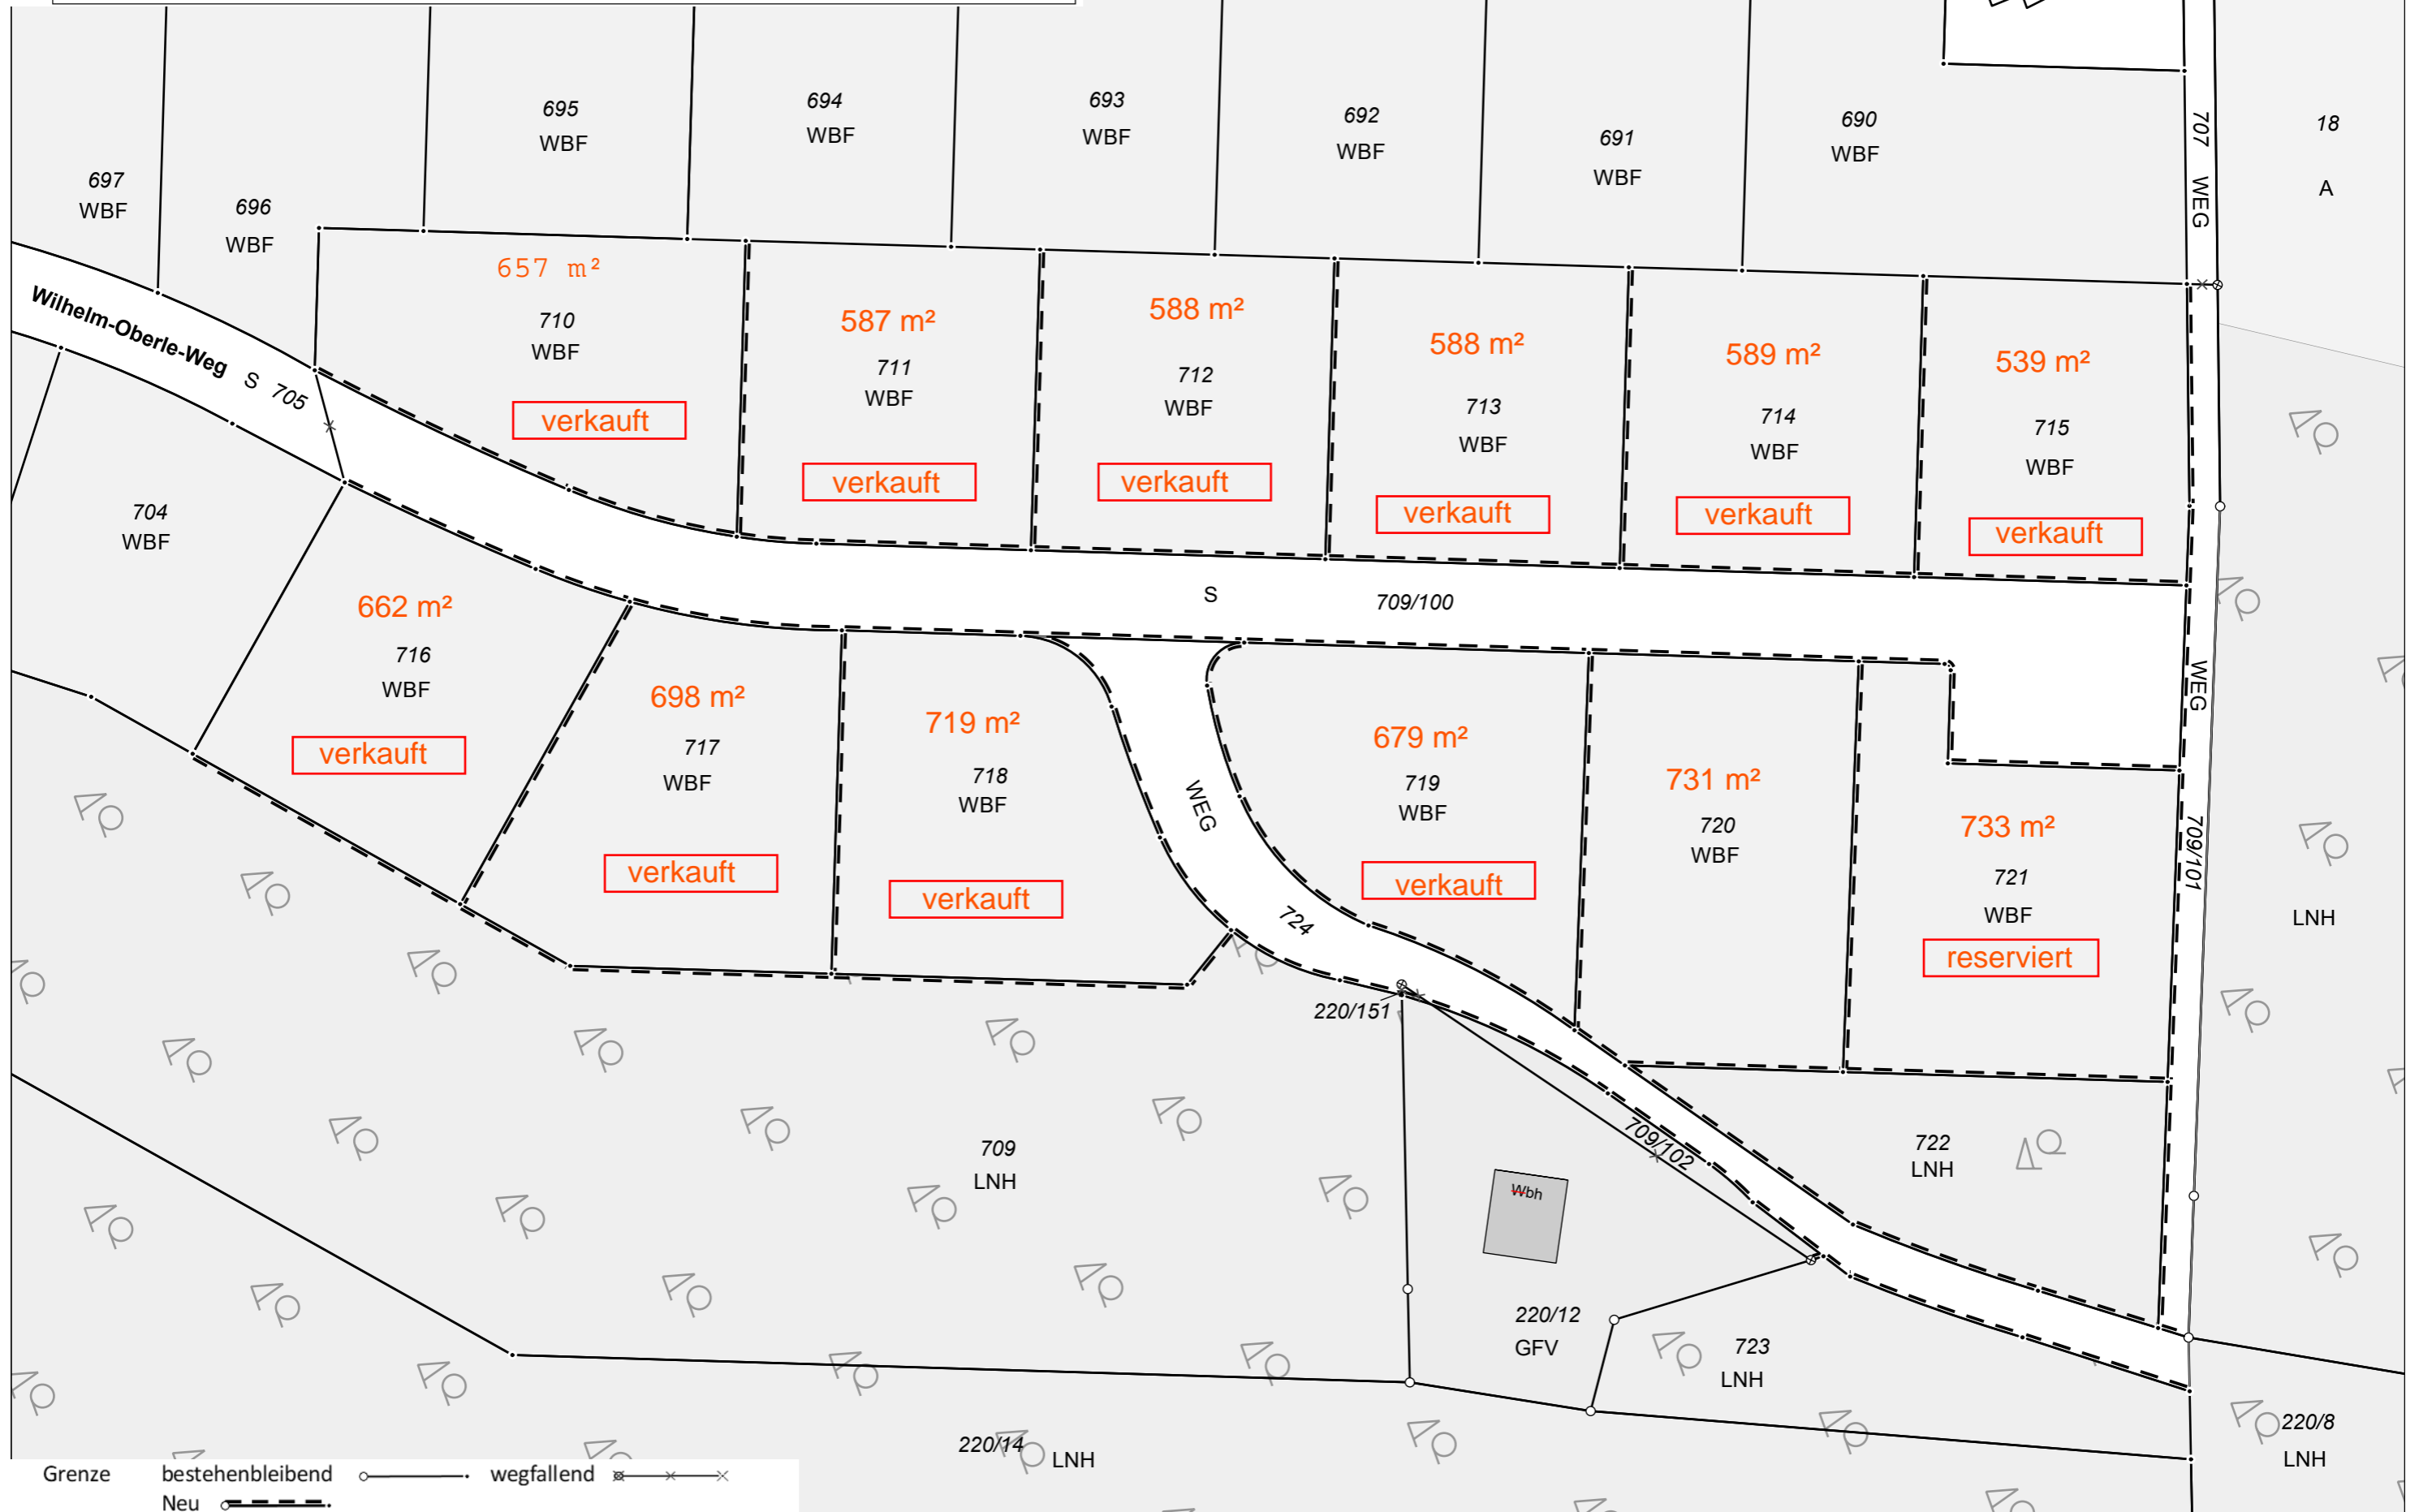 695
WBF
694
WBF
693
WBF
692
WBF
691
WBF
690
WBF
707 WEG
18
A
697
WBF
696
WBF
Wilhelm-Oberle-Weg S 705
657 m²
710
WBF
verkauft
587 m²
711
WBF
verkauft
588 m²
712
WBF
verkauft
588 m²
713
WBF
verkauft
589 m²
714
WBF
verkauft
539 m²
715
WBF
verkauft
704
WBF
S 709/100
WEG
709/101
662 m²
716
WBF
verkauft
698 m²
717
WBF
verkauft
719 m²
718
WBF
verkauft
WEG
724
679 m²
719
WBF
verkauft
731 m²
720
WBF
733 m²
721
WBF
reserviert
LNH
220/151
709/102
709
LNH
Wbh
722
LNH
220/12
GFV
723
LNH
220/14 LNH
220/8
LNH
Grenze bestehenbleibend wegfallend
Neu